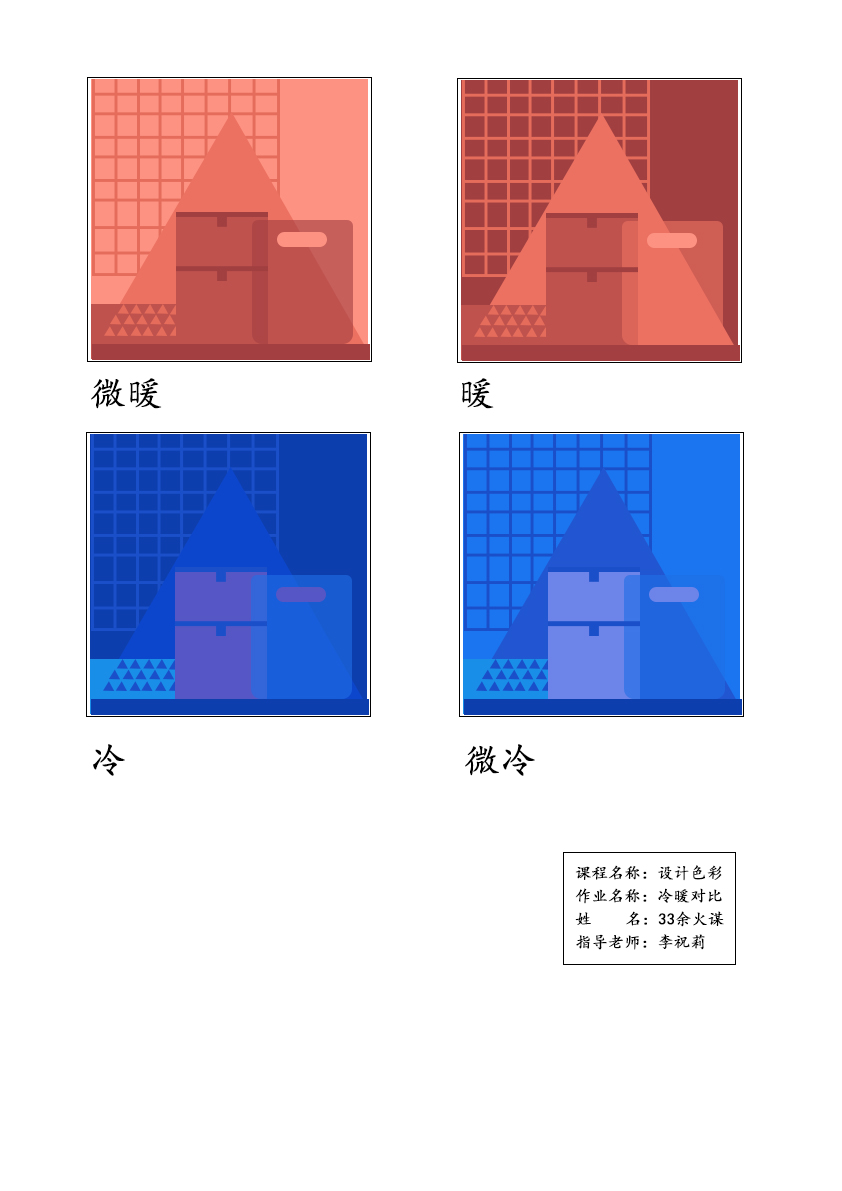 微暖
暖
冷
微冷
课程名称：设计色彩
作业名称：冷暖对比
姓　　名：33余火谋
指导老师：李祝莉